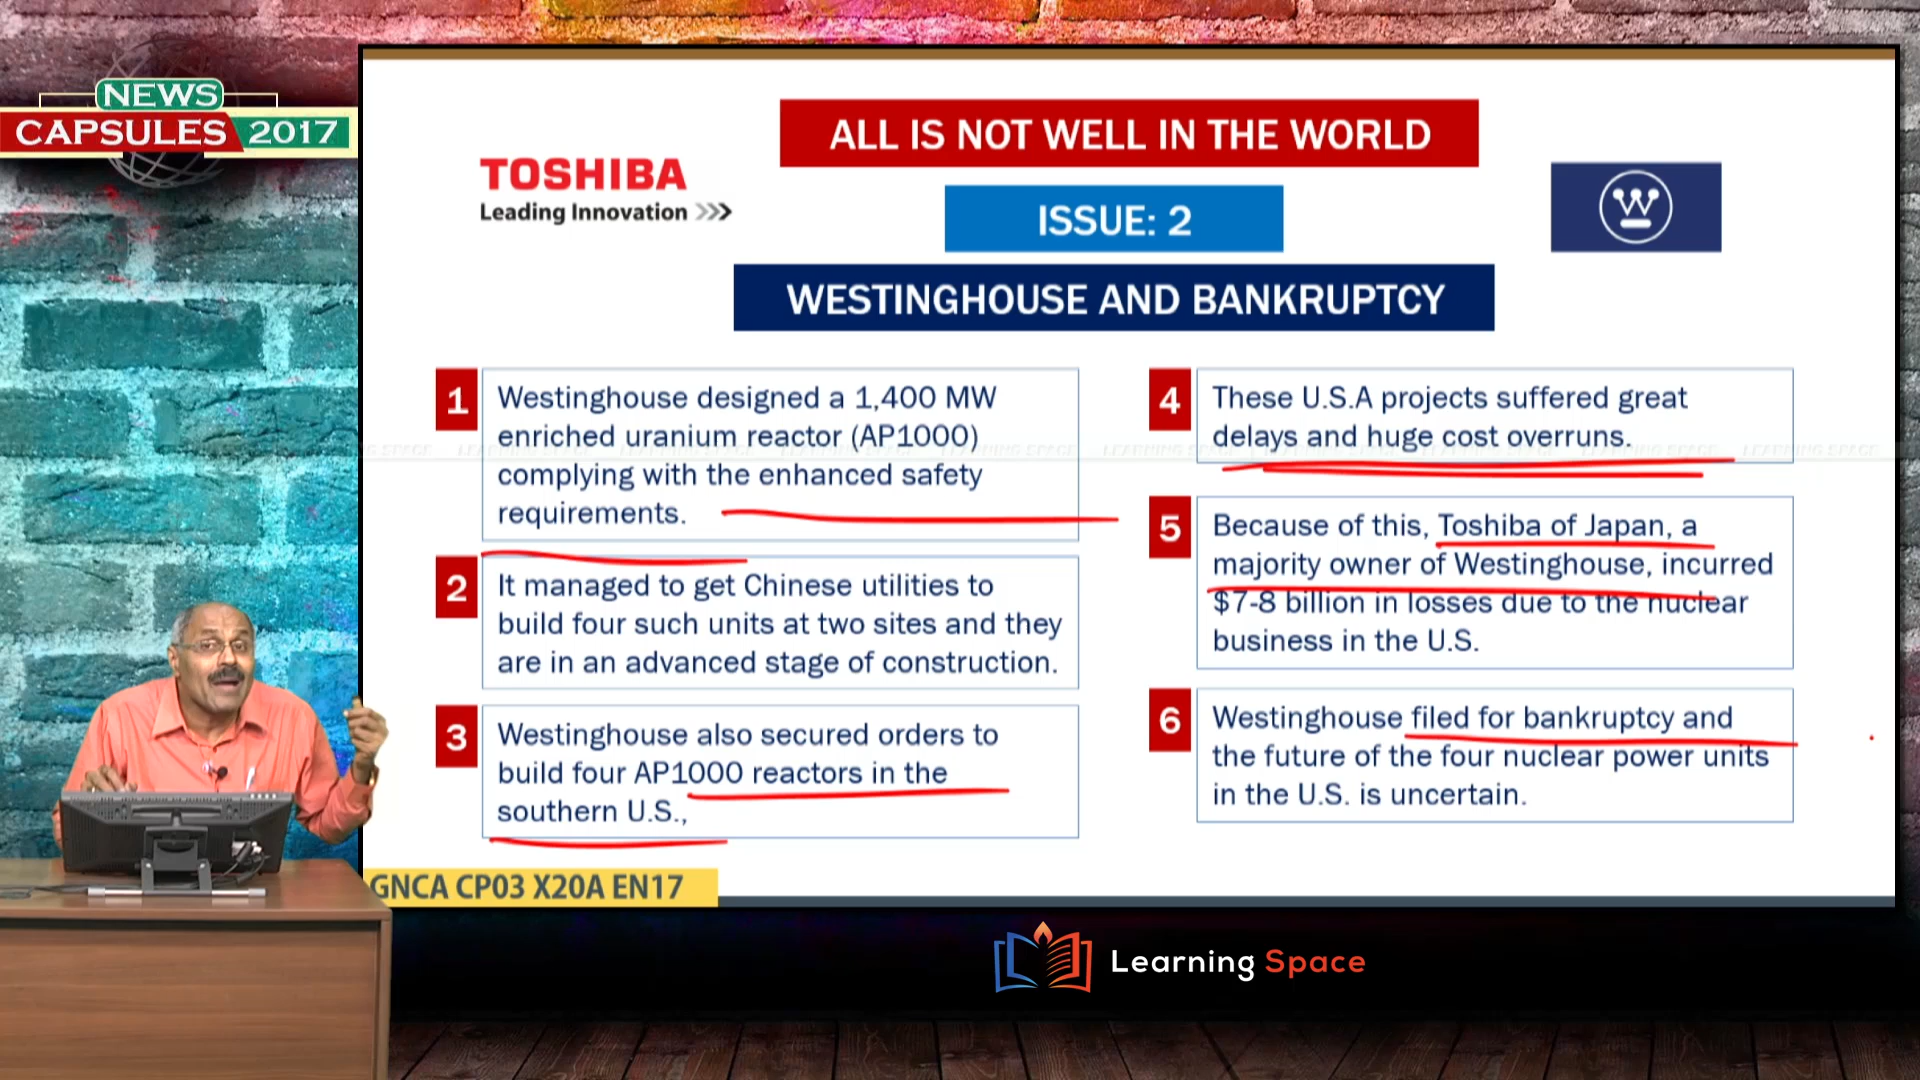 NEWS
CAPSULES 2017
ALL IS NOT WELL IN THE WORLD
TOSHIBA
Leading Innovation >>>
ISSUE: 2
W
WESTINGHOUSE AND BANKRUPTCY
1
Westinghouse designed a 1,400 MW
enriched uranium reactor (AP1000)
complying with the enhanced safety
requirements.
2
It managed to get Chinese utilities to
build four such units at two sites and they
are in an advanced stage of construction.
3
Westinghouse also secured orders to
build four AP1000 reactors in the
southern U.S.,
4
These U.S.A projects suffered great
delays and huge cost overruns.
5
Because of this, Toshiba of Japan, a
majority owner of Westinghouse, incurred
$7-8 billion in losses due to the nuclear
business in the U.S.
6
Westinghouse filed for bankruptcy and
the future of the four nuclear power units
in the U.S. is uncertain.
GNCA CP03 X20A EN17
Learning Space